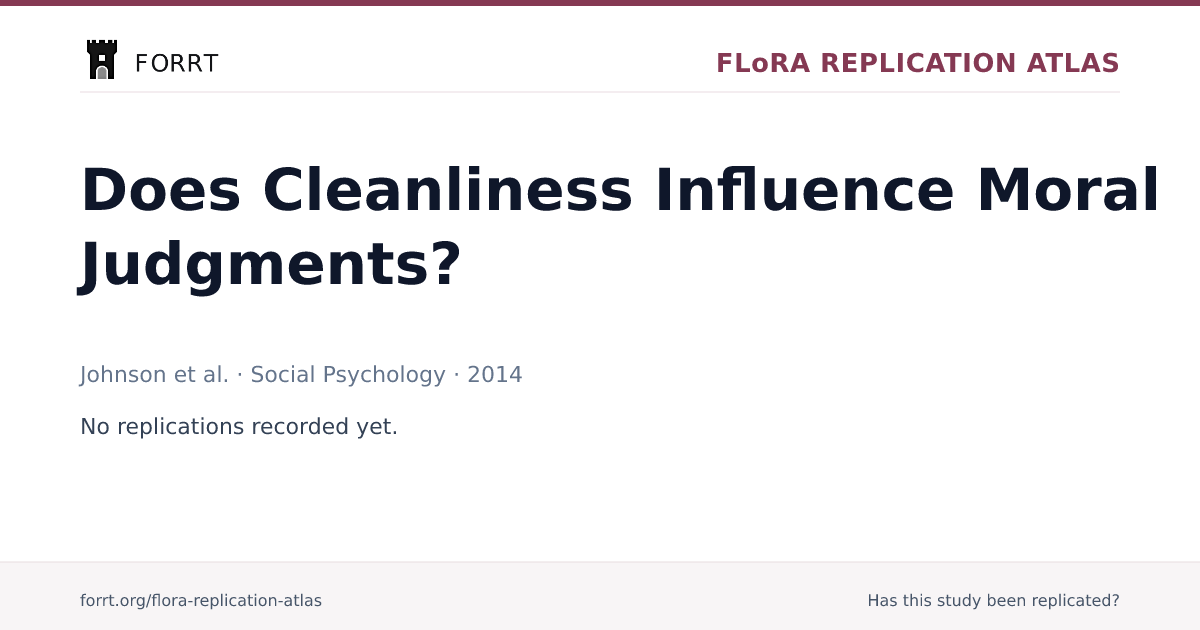 FORRT
FLoRA REPLICATION ATLAS
Does Cleanliness Influence Moral
Judgments?
Johnson et al. · Social Psychology · 2014
No replications recorded yet.
forrt.org/flora-replication-atlas
Has this study been replicated?